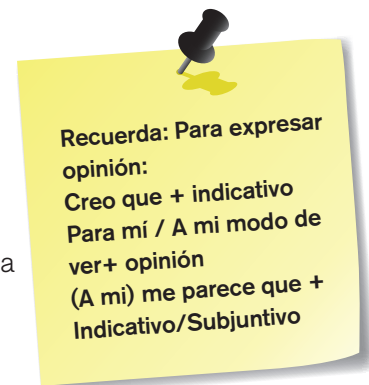 Recuerda: Para expresar
opinión:
Creo que + indicativo
Para mí / A mi modo de
a
ver+ opinión
(A mi) me parece que +
Indicativo/Subjuntivo